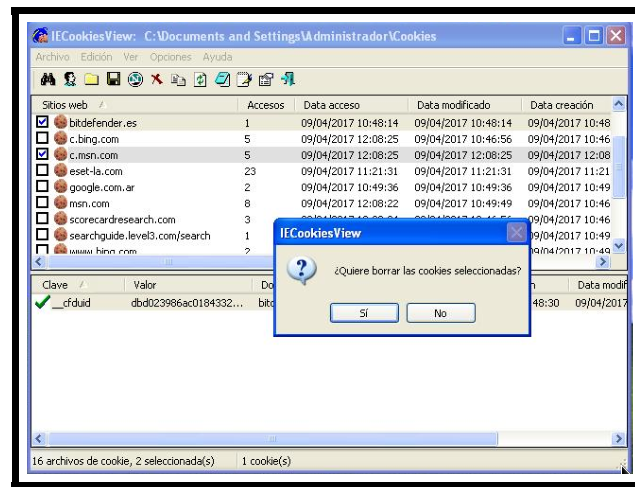 IECookiesView: C:\Documents and Settings\Administrador\Cookies
Archivo Edición Ver Opciones Ayuda
Sitios web Accesos Data acceso Data modificado Data creación
bitdefender.es 1 09/04/2017 10:48:14 09/04/2017 10:48:14 09/04/2017 10:48
c.bing.com 5 09/04/2017 12:08:25 09/04/2017 10:46:56 09/04/2017 10:46
c.msn.com 5 09/04/2017 12:08:25 09/04/2017 12:08:25 09/04/2017 12:08
eset-la.com 23 09/04/2017 11:21:31 09/04/2017 11:21:31 09/04/2017 11:21
google.com.ar 2 09/04/2017 10:49:36 09/04/2017 10:49:36 09/04/2017 10:49
msn.com 8 09/04/2017 12:08:22 09/04/2017 10:49:49 09/04/2017 10:46
scorecardresearch.com 3 09/04/2017 10:46
searchguide.level3.com/search 1 09/04/2017 10:49
www.bing.com 2 09/04/2017 10:49
IECookiesView
¿Quiere borrar las cookies seleccionadas?
Sí No
Clave Valor Do n Data modif
__cfduid dbd023986ac0184332... bitd 48:30 09/04/2017
16 archivos de cookie, 2 seleccionada(s) 1 cookie(s)